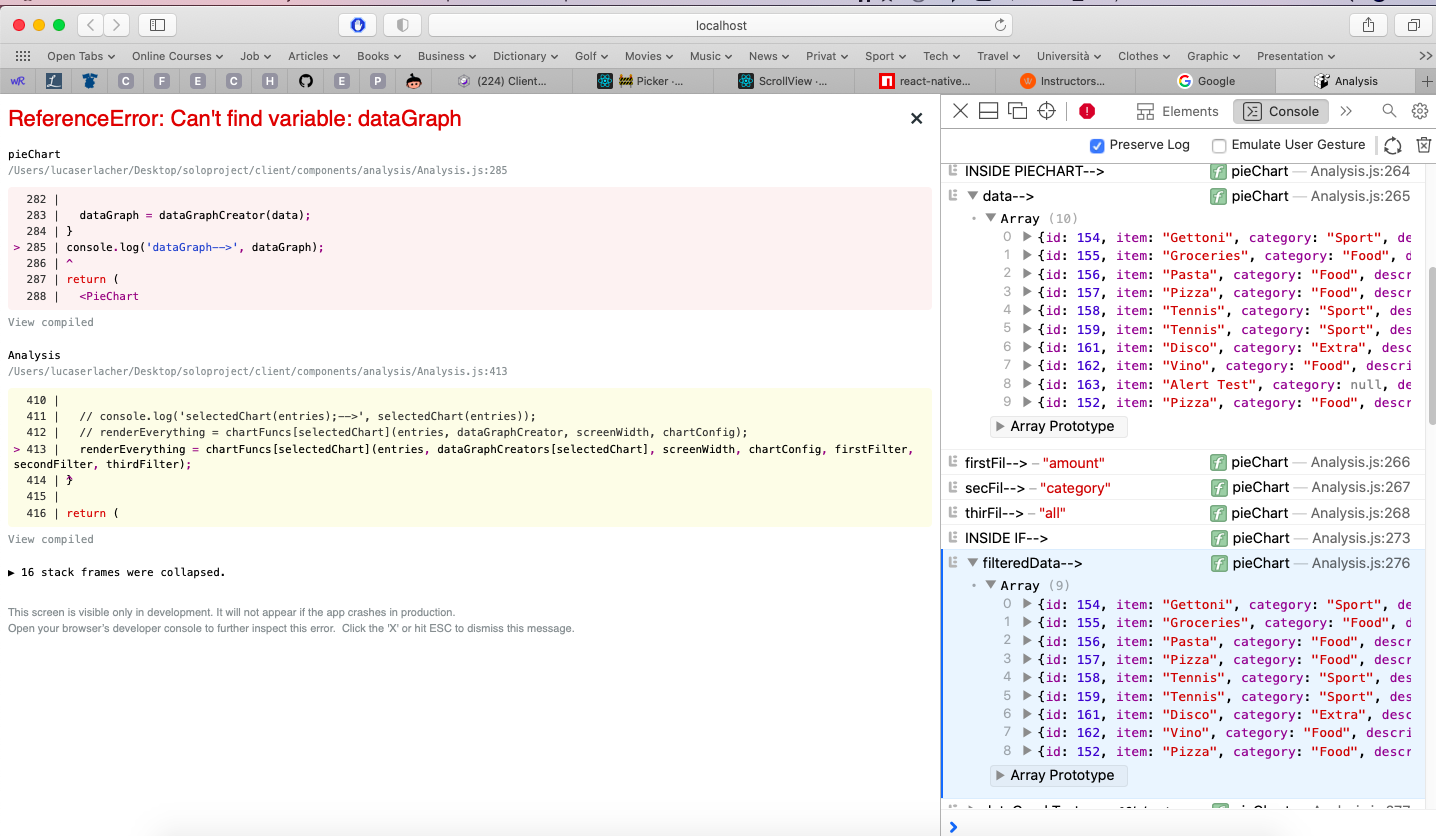 localhost
Open Tabs Online Courses Job Articles Books Business Dictionary Golf Movies Music News Privat Sport Tech Travel Università Clothes Graphic Presentation >>
wR L C F E C H E P (224) Client... Picker ·... ScrollView ·... react-native... Instructors... Google Analysis
ReferenceError: Can't find variable: dataGraph
pieChart
/Users/lucaserlacher/Desktop/soloproject/client/components/analysis/Analysis.js:285
282 |
283 | dataGraph = dataGraphCreator(data);
284 | }
> 285 | console.log('dataGraph-->', dataGraph);
286 | ^
287 | return (
288 | <PieChart
View compiled
Analysis
/Users/lucaserlacher/Desktop/soloproject/client/components/analysis/Analysis.js:413
410 |
411 | // console.log('selectedChart(entries);-->', selectedChart(entries));
412 | // renderEverything = chartFuncs[selectedChart](entries, dataGraphCreator, screenWidth, chartConfig);
> 413 | renderEverything = chartFuncs[selectedChart](entries, dataGraphCreators[selectedChart], screenWidth, chartConfig, firstFilter,
secondFilter, thirdFilter);
414 | }
415 |
416 | return (
View compiled
▶ 16 stack frames were collapsed.
This screen is visible only in development. It will not appear if the app crashes in production.
Open your browser's developer console to further inspect this error. Click the 'X' or hit ESC to dismiss this message.
Elements Console >>
Preserve Log Emulate User Gesture
INSIDE PIECHART--> f pieChart — Analysis.js:264
data--> f pieChart — Analysis.js:265
Array (10)
0 {id: 154, item: "Gettoni", category: "Sport", de
1 {id: 155, item: "Groceries", category: "Food", d
2 {id: 156, item: "Pasta", category: "Food", descr
3 {id: 157, item: "Pizza", category: "Food", descr
4 {id: 158, item: "Tennis", category: "Sport", des
5 {id: 159, item: "Tennis", category: "Sport", des
6 {id: 161, item: "Disco", category: "Extra", desc
7 {id: 162, item: "Vino", category: "Food", descri
8 {id: 163, item: "Alert Test", category: null, de
9 {id: 152, item: "Pizza", category: "Food", descr
Array Prototype
firstFil--> – "amount" f pieChart — Analysis.js:266
secFil--> – "category" f pieChart — Analysis.js:267
thirFil--> – "all" f pieChart — Analysis.js:268
INSIDE IF--> f pieChart — Analysis.js:273
filteredData--> f pieChart — Analysis.js:276
Array (9)
0 {id: 154, item: "Gettoni", category: "Sport", de
1 {id: 155, item: "Groceries", category: "Food", d
2 {id: 156, item: "Pasta", category: "Food", descr
3 {id: 157, item: "Pizza", category: "Food", descr
4 {id: 158, item: "Tennis", category: "Sport", des
5 {id: 159, item: "Tennis", category: "Sport", des
6 {id: 161, item: "Disco", category: "Extra", desc
7 {id: 162, item: "Vino", category: "Food", descri
8 {id: 152, item: "Pizza", category: "Food", descr
Array Prototype